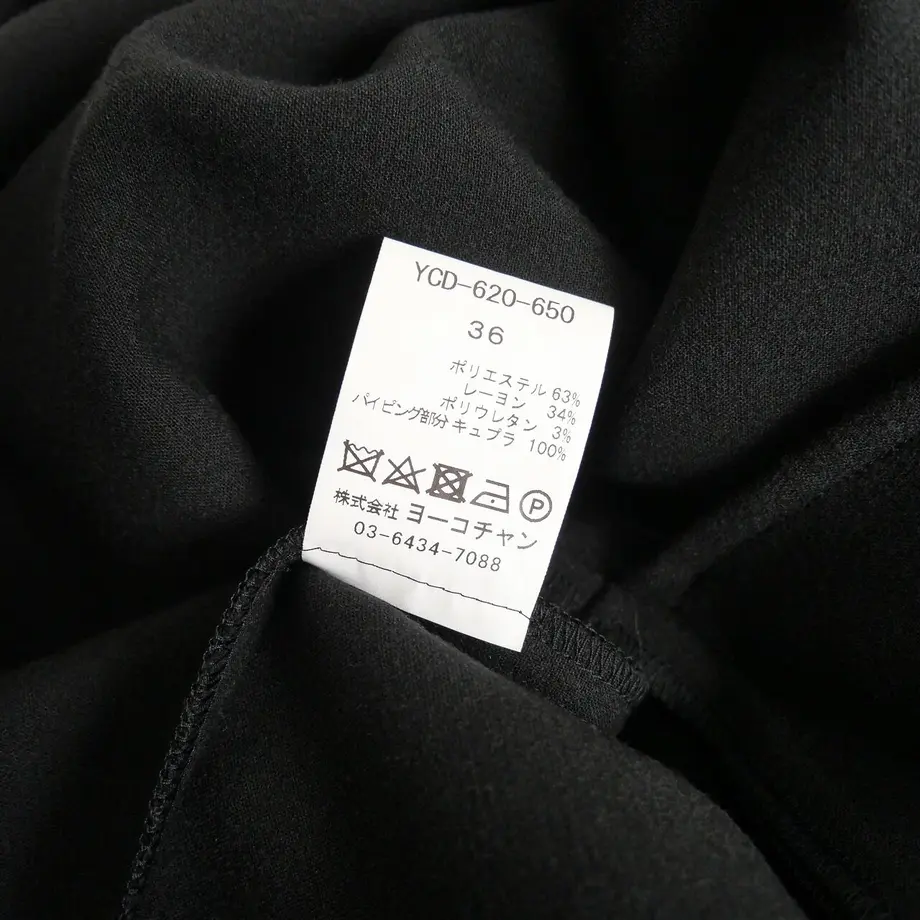 YCD-620-650
36
ポリエステル 63%
レーヨン 34%
ポリウレタン 3%
パイピング部分 キュプラ 100%
P
株式会社 ヨーコチャン
03-6434-7088